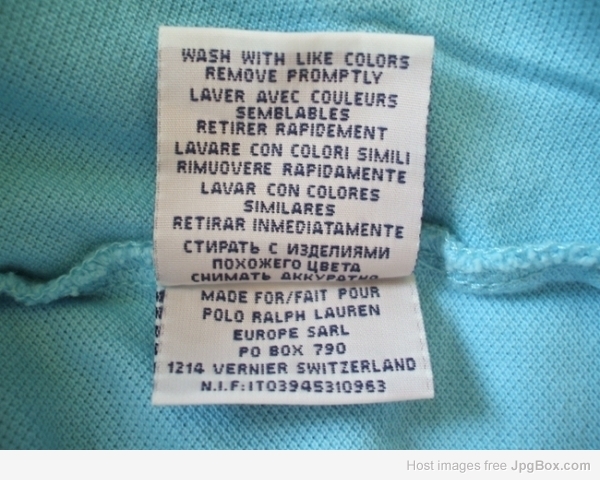 WASH WITH LIKE COLORS
REMOVE PROMPTLY
LAVER AVEC COULEURS
SEMBLABLES
RETIRER RAPIDEMENT
LAVARE CON COLORI SIMILI
RIMUOVERE RAPIDAMENTE
LAVAR CON COLORES
SIMILARES
RETIRAR INMEDIATAMENTE
СТИРАТЬ С ИЗДЕЛИЯМИ
ПОХОЖЕГО ЦВЕТА
СНИМАТЬ АККУРАТНО
MADE FOR/FAIT POUR
POLO RALPH LAUREN
EUROPE SARL
PO BOX 790
1214 VERNIER SWITZERLAND
N.I.F:IT03945310963
Host images free JpgBox.com